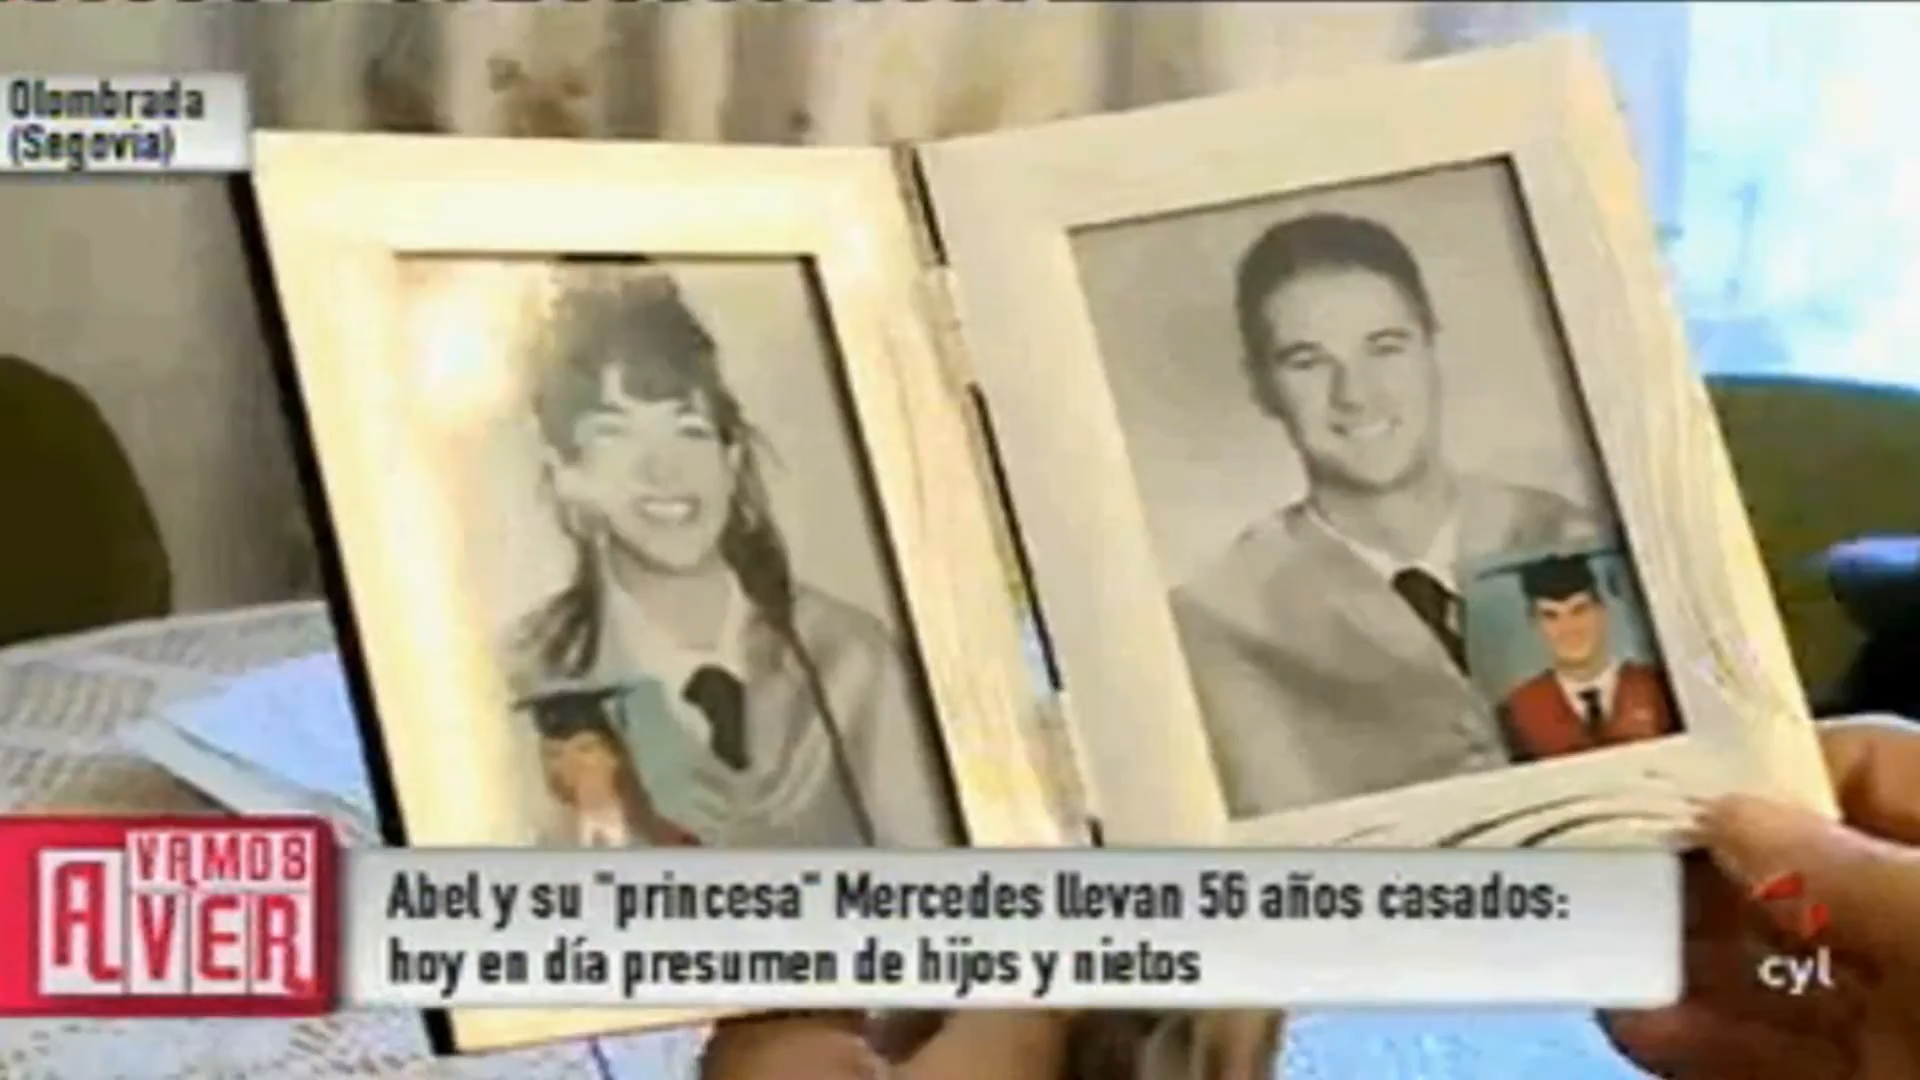 Olombrada
(Segovia)
VAMOS
A VER
Abel y su "princesa" Mercedes llevan 56 años casados:
hoy en día presumen de hijos y nietos
cyl